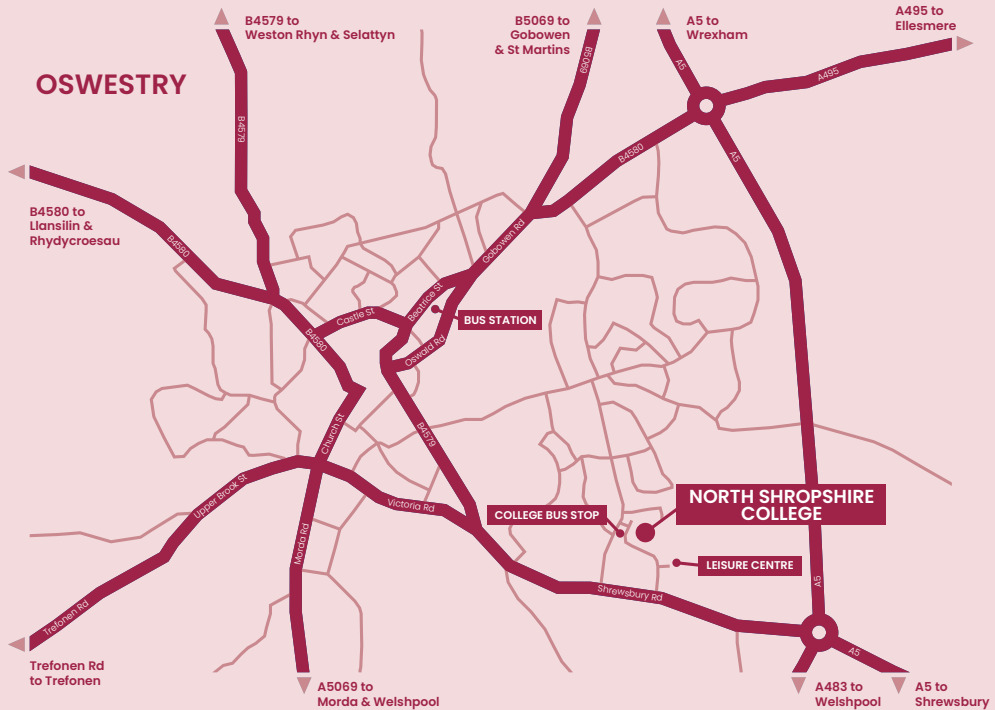 B4579 to
Weston Rhyn & Selattyn
B5069 to
Gobowen
& St Martins
A5 to
Wrexham
A495 to
Ellesmere
OSWESTRY
B5069
A5
A495
B4579
B4580
A5
B4580 to
Llansilin &
Rhydycroesau
B4580
Gobowen Rd
Beatrice St
Castle St
BUS STATION
B4580
Oswald Rd
Church St
B4579
Upper Brook St
Victoria Rd
NORTH SHROPSHIRE
COLLEGE
COLLEGE BUS STOP
Morda Rd
LEISURE CENTRE
A5
Shrewsbury Rd
Trefonen Rd
A5
Trefonen Rd
to Trefonen
A5069 to
Morda & Welshpool
A483 to
Welshpool
A5 to
Shrewsbury